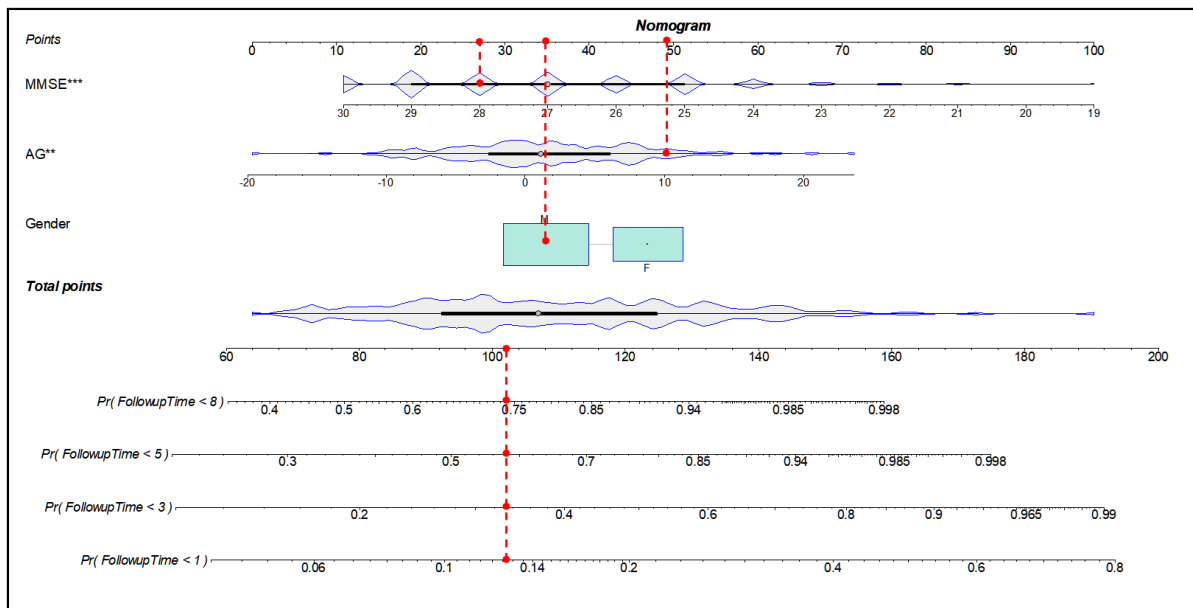 Nomogram
Points
0 10 20 30 40 50 60 70 80 90 100
MMSE***
30 29 28 27 26 25 24 23 22 21 20 19
AG**
-20 -10 0 10 20
Gender
M
F
Total points
60 80 100 120 140 160 180 200
Pr( FollowupTime < 8 )
0.4 0.5 0.6 0.75 0.85 0.94 0.985 0.998
Pr( FollowupTime < 5 )
0.3 0.5 0.7 0.85 0.94 0.985 0.998
Pr( FollowupTime < 3 )
0.2 0.4 0.6 0.8 0.9 0.965 0.99
Pr( FollowupTime < 1 )
0.06 0.1 0.14 0.2 0.4 0.6 0.8